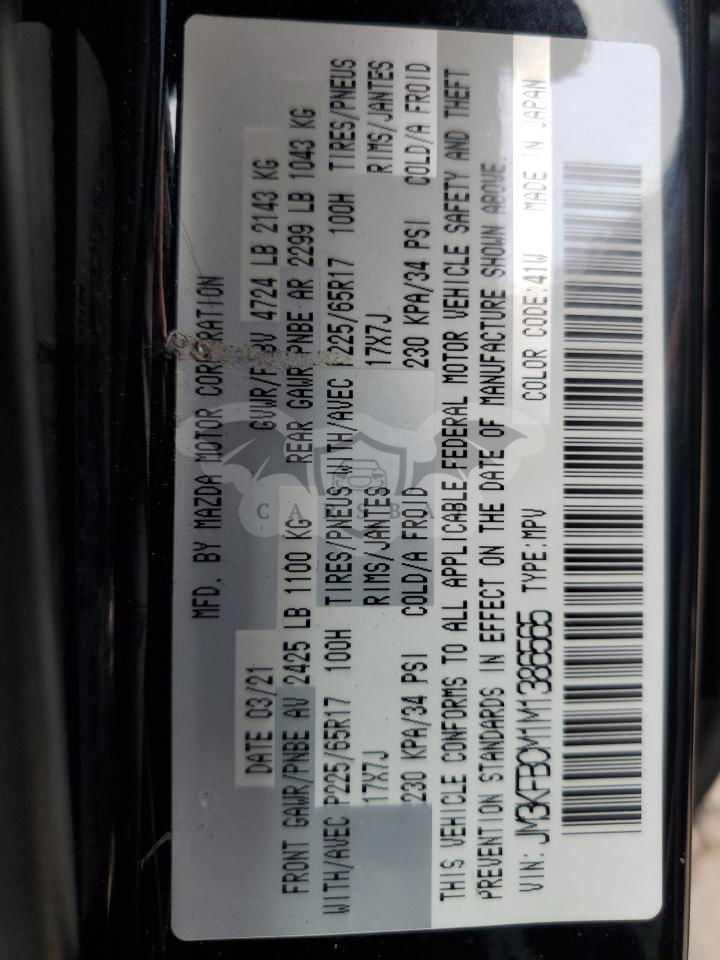 MFD. BY MAZDA MOTOR CORPORATION
DATE 03/21 GVWR/ BV 4724 LB 2143 KG
FRONT GAWR/PNBE AV 2425 LB 1100 KG REAR GAWR/PNBE AR 2299 LB 1043 KG
WITH/AVEC P225/65R17 100H TIRES/PNEUS WITH/AVEC P225/65R17 100H TIRES/PNEUS
17X7J RIMS/JANTES 17X7J RIMS/JANTES
230 KPA/34 PSI COLD/A FROID 230 KPA/34 PSI COLD/A FROID
THIS VEHICLE CONFORMS TO ALL APPLICABLE FEDERAL MOTOR VEHICLE SAFETY AND THEFT
PREVENTION STANDARDS IN EFFECT ON THE DATE OF MANUFACTURE SHOWN ABOVE.
VIN: JM3KFBCM1M1386565 TYPE:MPV COLOR CODE:41W MADE IN JAPAN